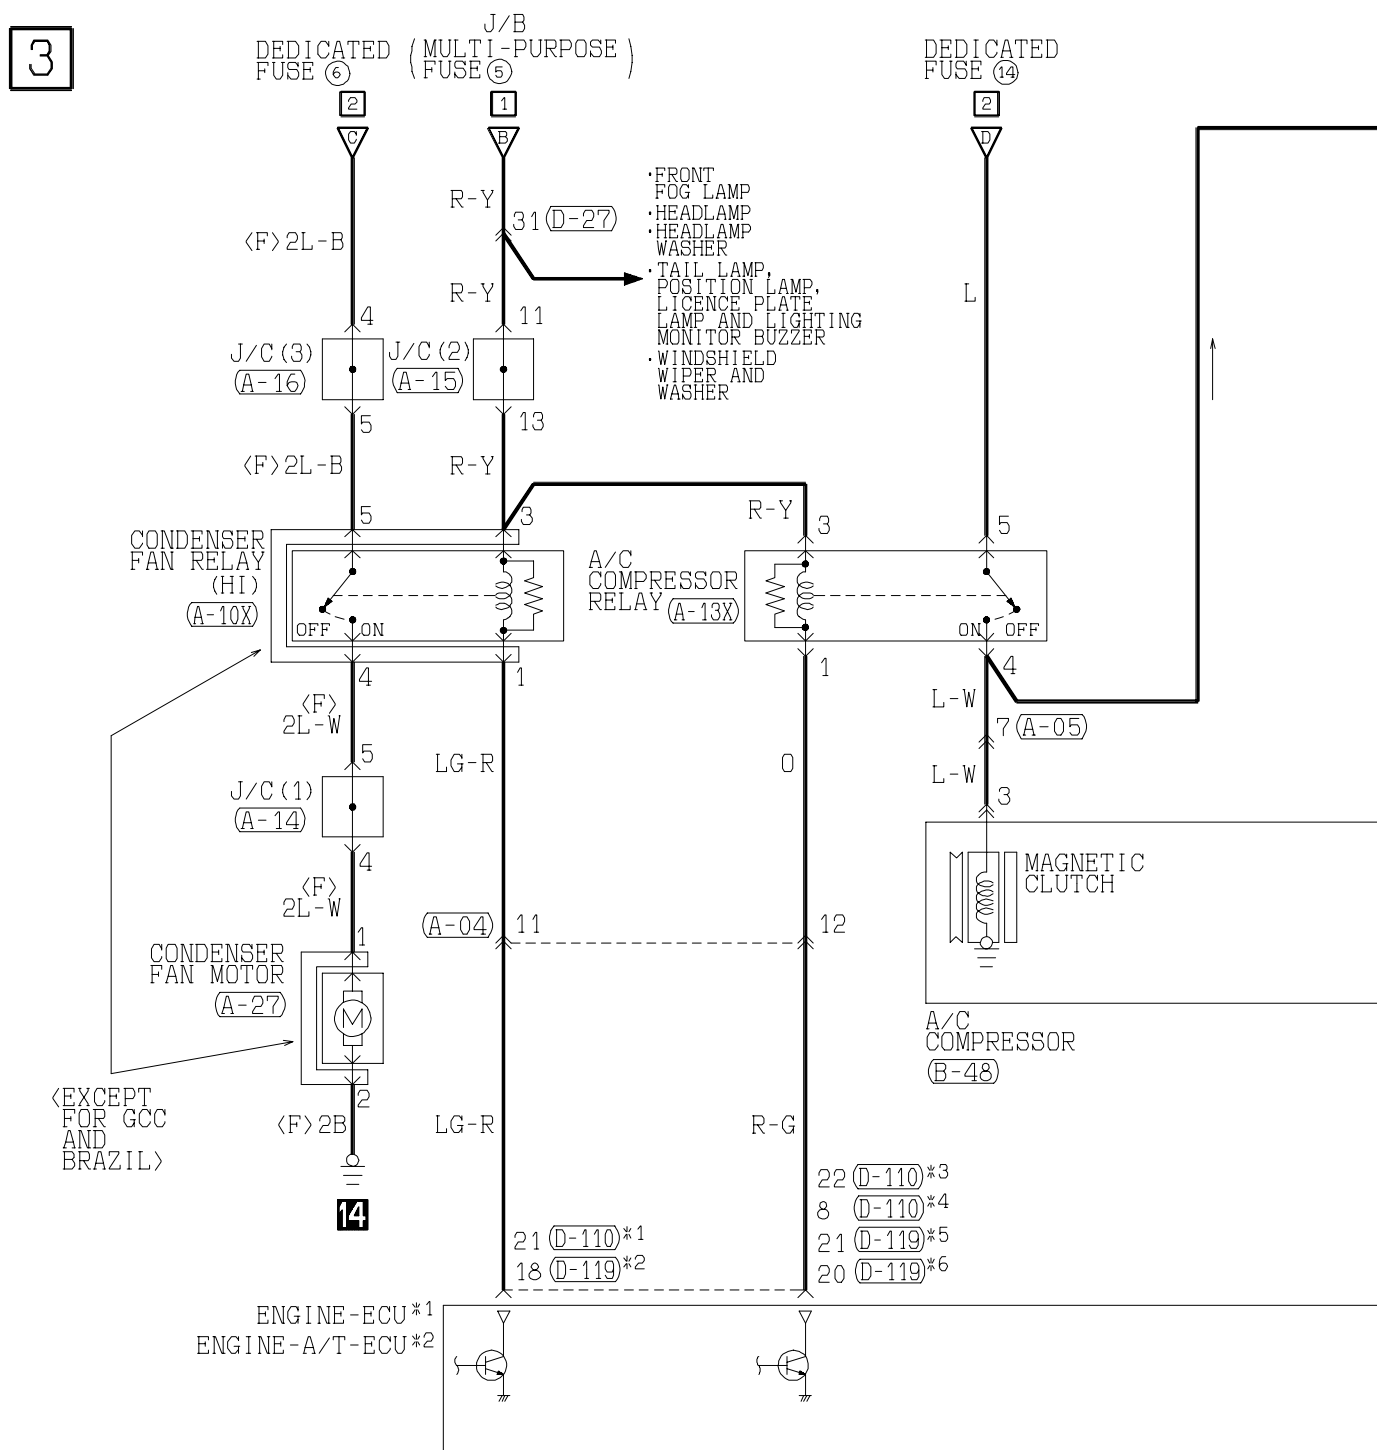 3
DEDICATED
FUSE ⑥
J/B
(MULTI-PURPOSE
FUSE ⑤ )
DEDICATED
FUSE ⑭
2
1
2
C
B
D
R-Y
31 (D-27)
·FRONT
FOG LAMP
·HEADLAMP
·HEADLAMP
WASHER
·TAIL LAMP,
POSITION LAMP,
LICENCE PLATE
LAMP AND LIGHTING
MONITOR BUZZER
·WINDSHIELD
WIPER AND
WASHER
<F>2L-B
R-Y
L
4
11
J/C(3)
(A-16)
J/C(2)
(A-15)
5
13
<F>2L-B
R-Y
R-Y
5
3
3
5
CONDENSER
FAN RELAY
(HI)
(A-10X)
OFF
ON
A/C
COMPRESSOR
RELAY (A-13X)
ON
OFF
4
1
1
4
<F>
2L-W
L-W
7 (A-05)
5
LG-R
O
L-W
3
J/C(1)
(A-14)
4
<F>
2L-W
MAGNETIC
CLUTCH
(A-04) 11
12
1
CONDENSER
FAN MOTOR
(A-27)
M
A/C
COMPRESSOR
(B-48)
2
<EXCEPT
FOR GCC
AND
BRAZIL>
<F>2B
LG-R
R-G
14
22 (D-110)*3
8 (D-110)*4
21 (D-119)*5
20 (D-119)*6
21 (D-110)*1
18 (D-119)*2
ENGINE-ECU*1
ENGINE-A/T-ECU*2